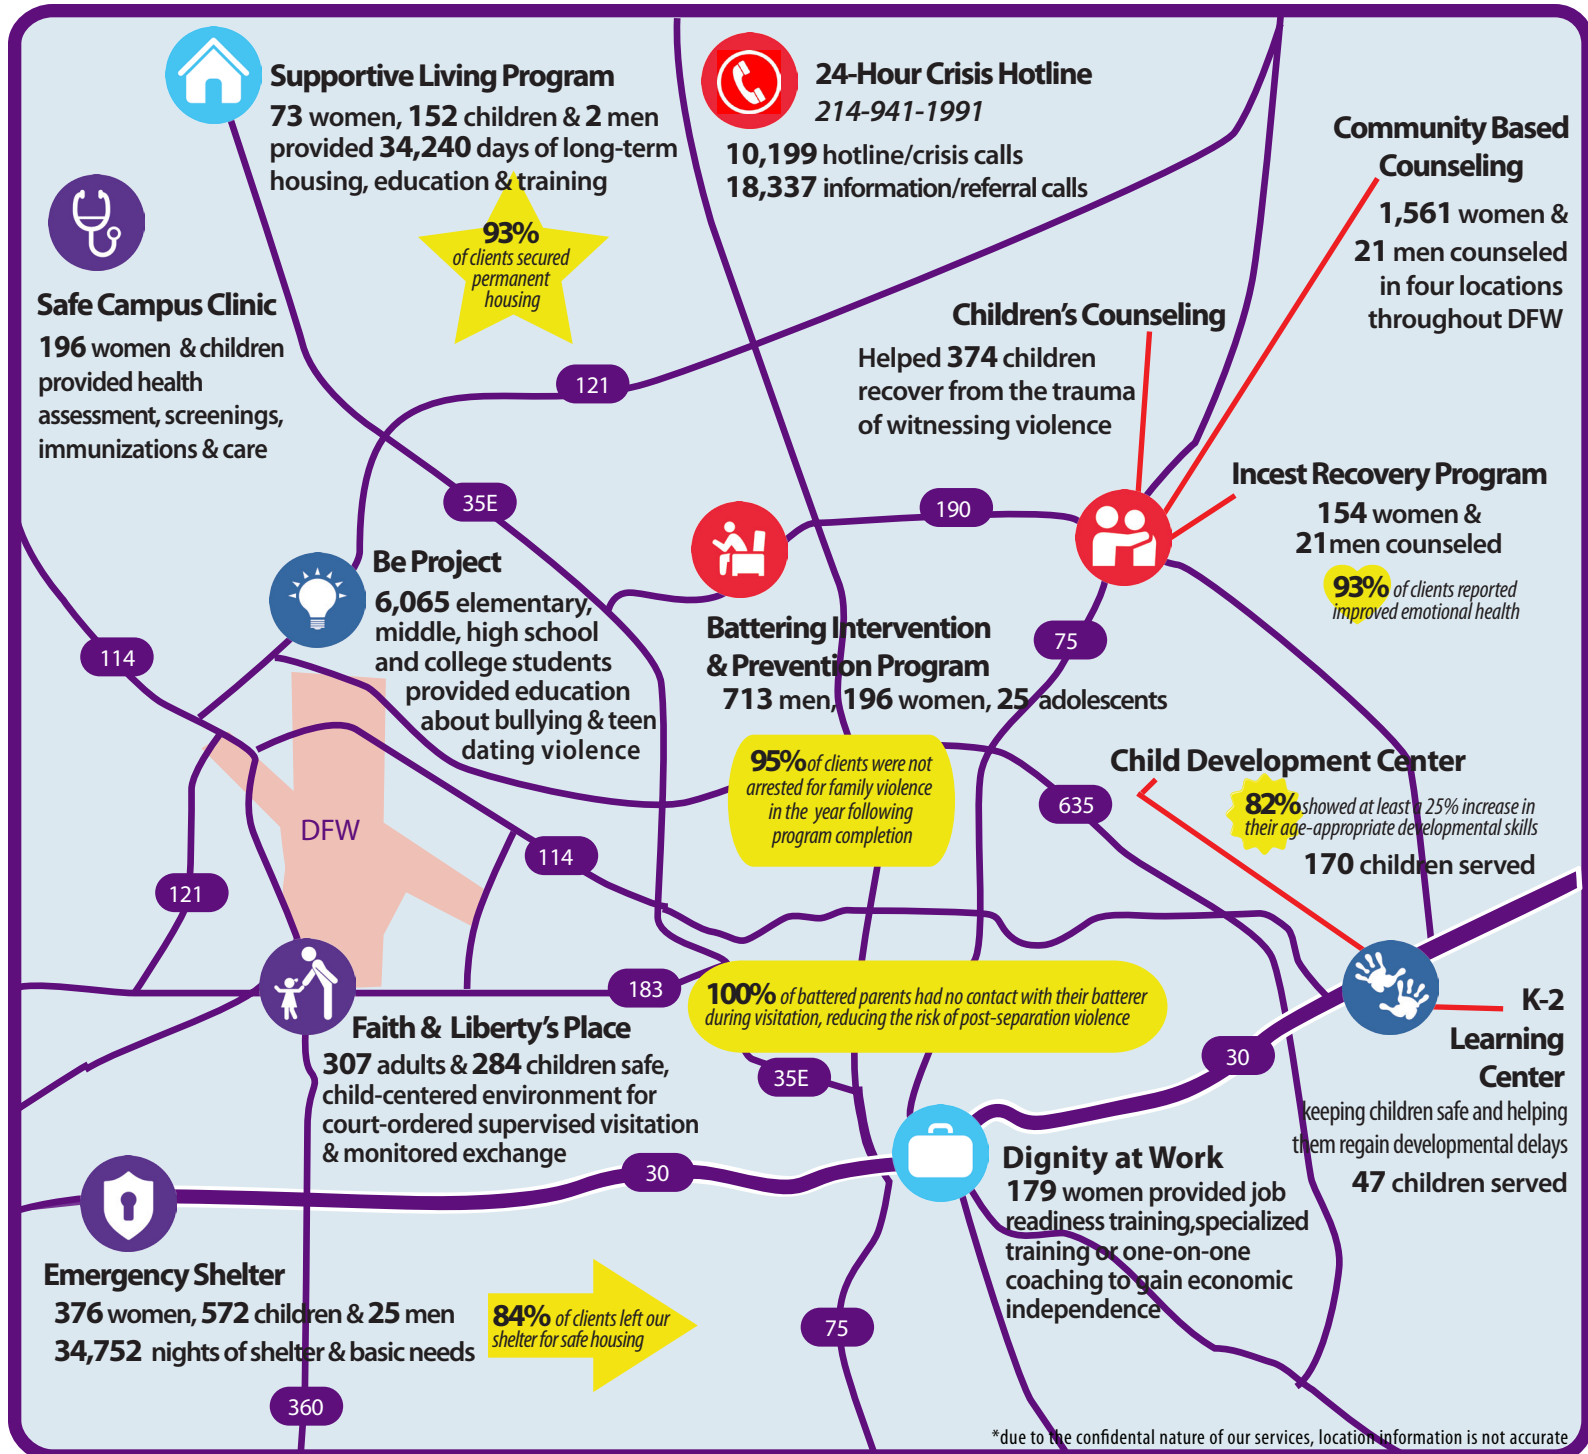 Supportive Living Program
73 women, 152 children & 2 men
provided 34,240 days of long-term
housing, education & training
93%
of clients secured
permanent
housing
24-Hour Crisis Hotline
214-941-1991
10,199 hotline/crisis calls
18,337 information/referral calls
Community Based
Counseling
1,561 women &
21 men counseled
in four locations
throughout DFW
Safe Campus Clinic
196 women & children
provided health
assessment, screenings,
immunizations & care
Children's Counseling
Helped 374 children
recover from the trauma
of witnessing violence
121
35E
190
Incest Recovery Program
154 women &
21men counseled
93% of clients reported
improved emotional health
Be Project
6,065 elementary,
middle, high school
and college students
provided education
about bullying & teen
dating violence
Battering Intervention
& Prevention Program
713 men, 196 women, 25 adolescents
95% of clients were not
arrested for family violence
in the year following
program completion
75
114
635
Child Development Center
82% showed at least a 25% increase in
their age-appropriate developmental skills
170 children served
DFW
114
121
183
100% of battered parents had no contact with their batterer
during visitation, reducing the risk of post-separation violence
Faith & Liberty's Place
307 adults & 284 children safe,
child-centered environment for
court-ordered supervised visitation
& monitored exchange
35E
30
K-2
Learning
Center
keeping children safe and helping
them regain developmental delays
47 children served
30
Dignity at Work
179 women provided job
readiness training,specialized
training or one-on-one
coaching to gain economic
independence
Emergency Shelter
376 women, 572 children & 25 men
34,752 nights of shelter & basic needs
84% of clients left our
shelter for safe housing
75
360
*due to the confidental nature of our services, location information is not accurate